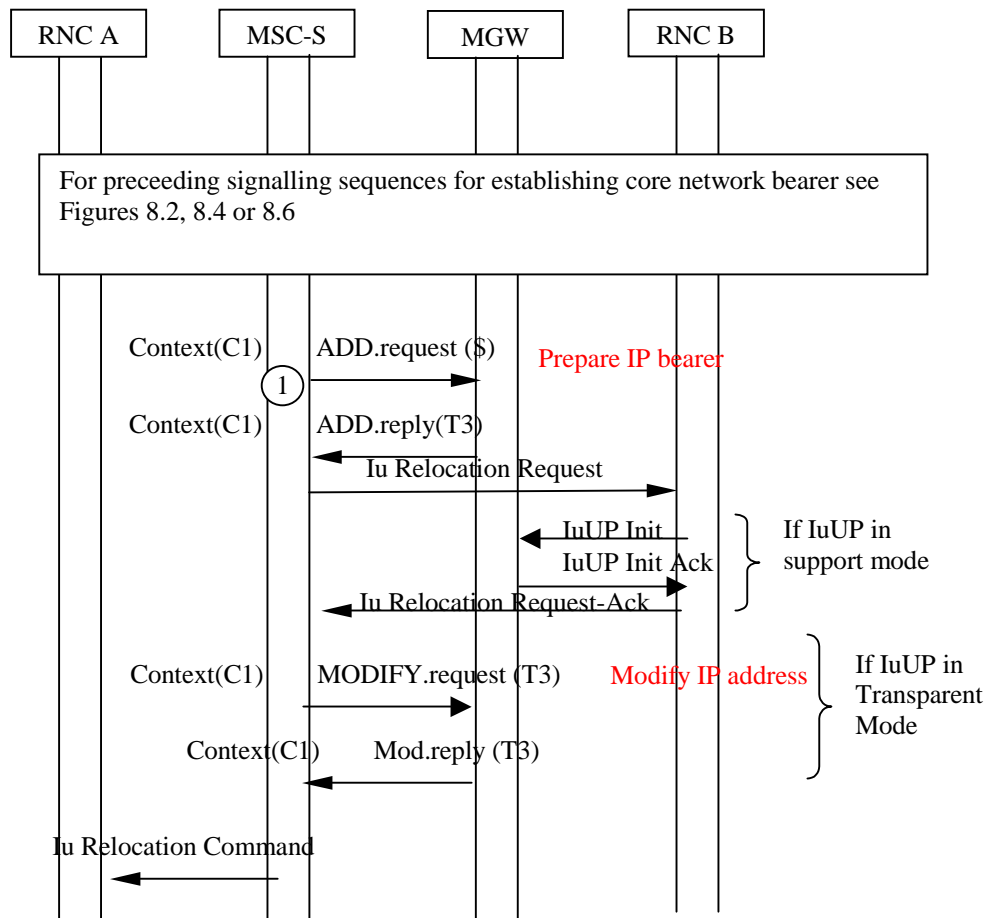 RNC A
MSC-S
MGW
RNC B
For preceeding signalling sequences for establishing core network bearer see
Figures 8.2, 8.4 or 8.6
Context(C1)
ADD.request ($)
Prepare IP bearer
1
Context(C1)
ADD.reply(T3)
Iu Relocation Request
IuUP Init
IuUP Init Ack
If IuUP in
support mode
Iu Relocation Request-Ack
Context(C1)
MODIFY.request (T3)
Modify IP address
If IuUP in
Transparent
Mode
Context(C1)
Mod.reply (T3)
Iu Relocation Command